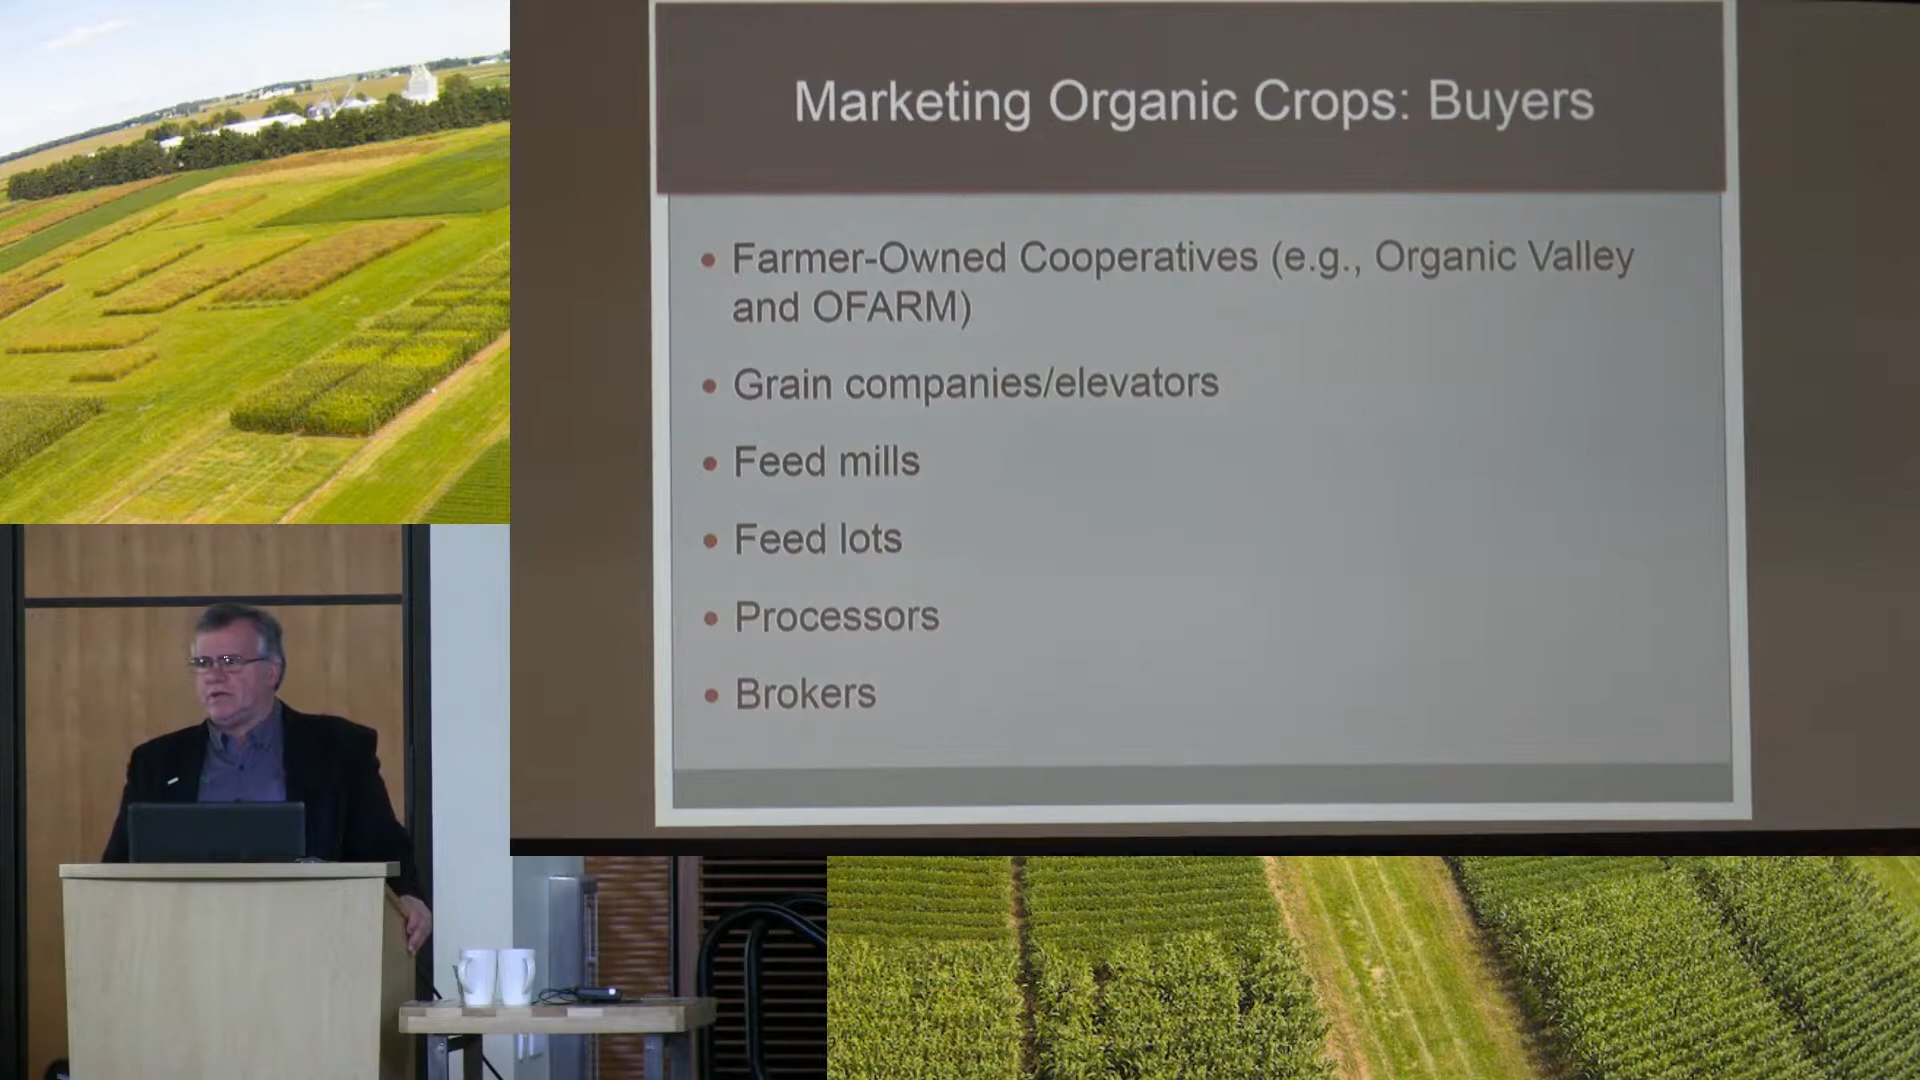 Marketing Organic Crops: Buyers
• Farmer-Owned Cooperatives (e.g., Organic Valley
and OFARM)
• Grain companies/elevators
• Feed mills
• Feed lots
• Processors
• Brokers